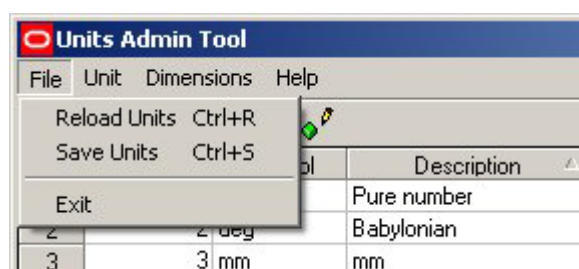 Units Admin Tool
File Unit Dimensions Help
Reload Units Ctrl+R
Save Units Ctrl+S
Exit
Description
Pure number
2 2 deg Babylonian
3 3 mm mm